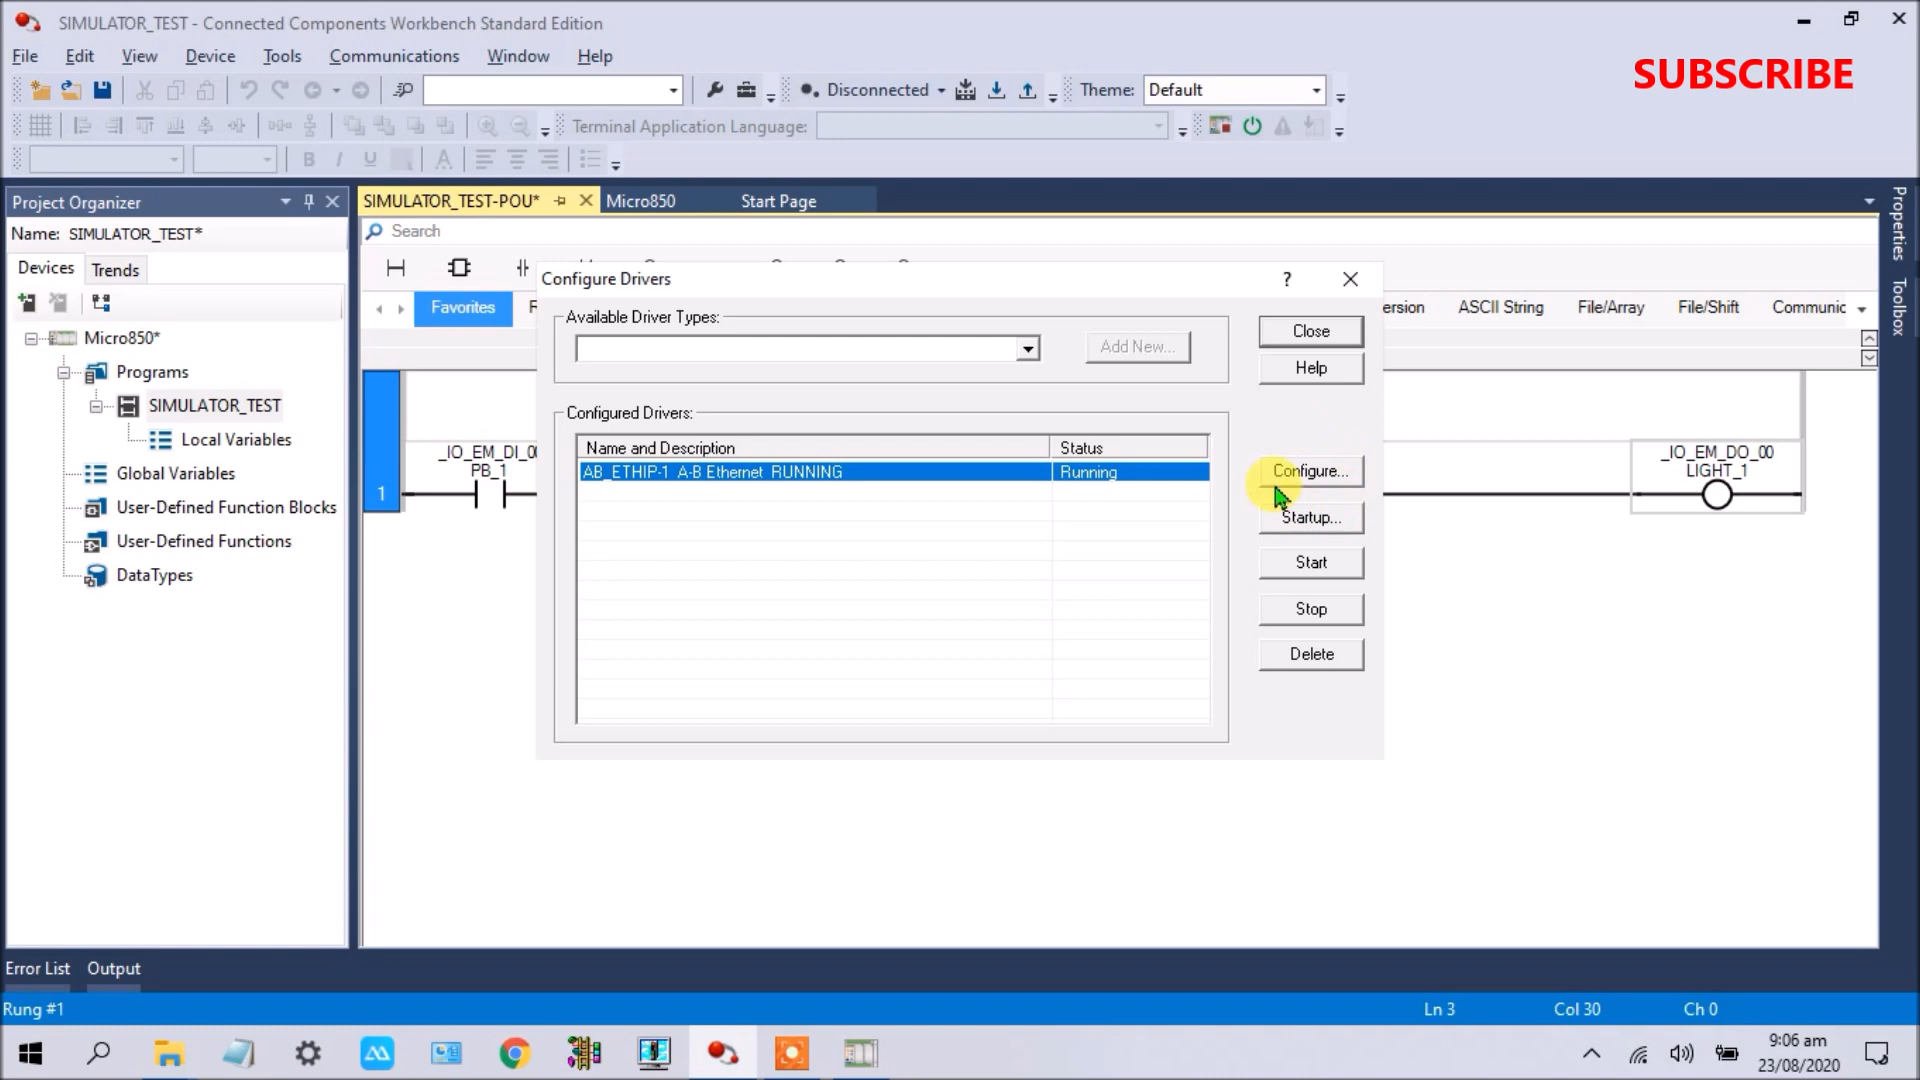 SIMULATOR_TEST - Connected Components Workbench Standard Edition
File Edit View Device Tools Communications Window Help
SUBSCRIBE
Disconnected Theme: Default
Terminal Application Language:
B I U A
Project Organizer
SIMULATOR_TEST-POU* Micro850 Start Page
Name: SIMULATOR_TEST*
Search
Devices Trends
Favorites ersion ASCII String File/Array File/Shift Communic
Micro850*
Programs
SIMULATOR_TEST
Local Variables
Global Variables
User-Defined Function Blocks
User-Defined Functions
DataTypes
1
_IO_EM_DI_00
PB_1
_IO_EM_DO_00
LIGHT_1
Configure Drivers
?
Available Driver Types:
Add New...
Close
Help
Configured Drivers:
Name and Description Status
AB_ETHIP-1 A-B Ethernet RUNNING Running
Configure...
Startup...
Start
Stop
Delete
Properties
Toolbox
Error List Output
Rung #1 Ln 3 Col 30 Ch 0
9:06 am
23/08/2020